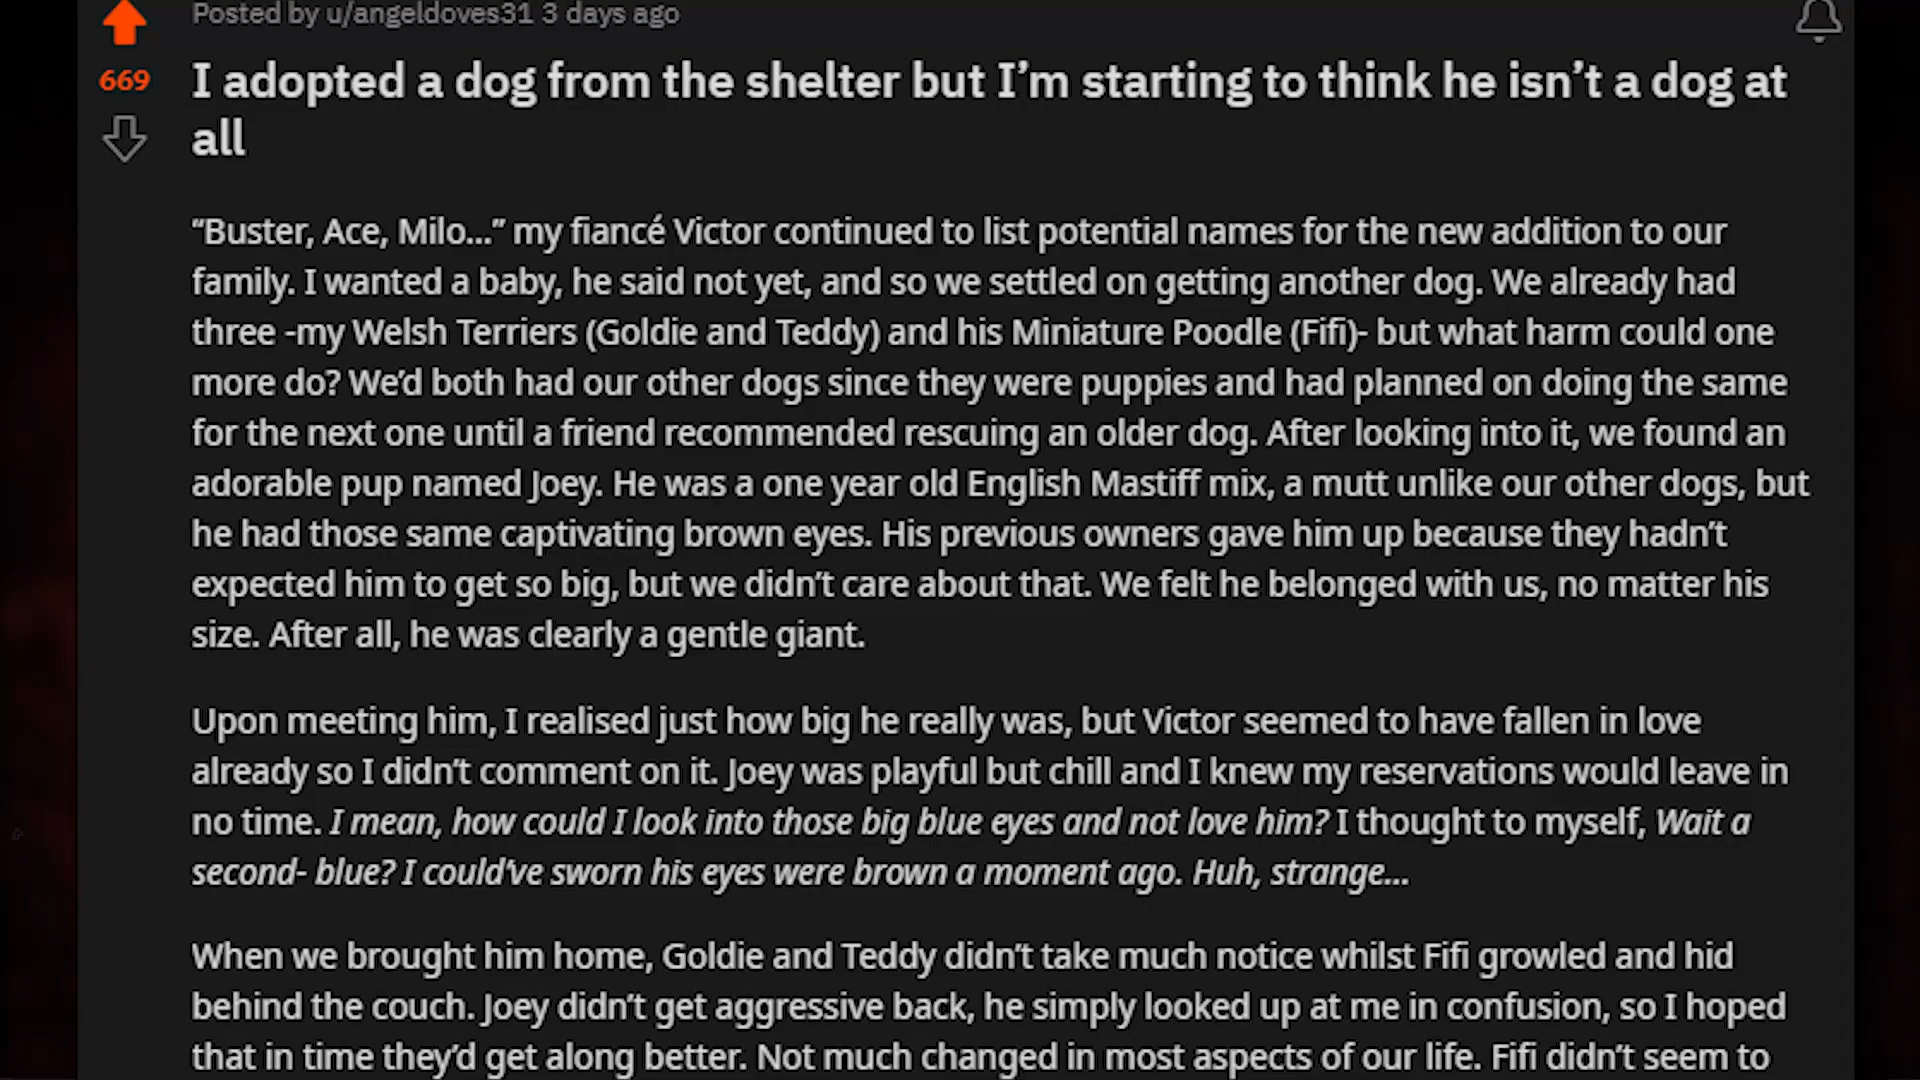 Posted by u/angeldoves31 3 days ago
669
I adopted a dog from the shelter but I’m starting to think he isn’t a dog at
all
“Buster, Ace, Milo...” my fiancé Victor continued to list potential names for the new addition to our
family. I wanted a baby, he said not yet, and so we settled on getting another dog. We already had
three -my Welsh Terriers (Goldie and Teddy) and his Miniature Poodle (Fifi)- but what harm could one
more do? We’d both had our other dogs since they were puppies and had planned on doing the same
for the next one until a friend recommended rescuing an older dog. After looking into it, we found an
adorable pup named Joey. He was a one year old English Mastiff mix, a mutt unlike our other dogs, but
he had those same captivating brown eyes. His previous owners gave him up because they hadn’t
expected him to get so big, but we didn’t care about that. We felt he belonged with us, no matter his
size. After all, he was clearly a gentle giant.
Upon meeting him, I realised just how big he really was, but Victor seemed to have fallen in love
already so I didn’t comment on it. Joey was playful but chill and I knew my reservations would leave in
no time. I mean, how could I look into those big blue eyes and not love him? I thought to myself, Wait a
second- blue? I could’ve sworn his eyes were brown a moment ago. Huh, strange...
When we brought him home, Goldie and Teddy didn’t take much notice whilst Fifi growled and hid
behind the couch. Joey didn’t get aggressive back, he simply looked up at me in confusion, so I hoped
that in time they’d get along better. Not much changed in most aspects of our life. Fifi didn’t seem to